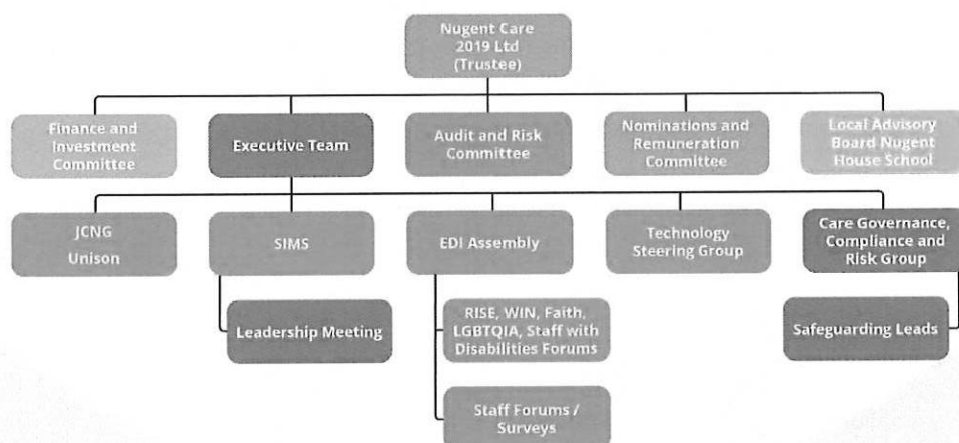 Nugent Care
2019 Ltd
(Trustee)
Finance and
Investment
Committee
Executive Team
Audit and Risk
Committee
Nominations and
Remuneration
Committee
Local Advisory
Board Nugent
House School
JCNG
Unison
SIMS
EDI Assembly
Technology
Steering Group
Care Governance,
Compliance and
Risk Group
Leadership Meeting
RISE, WIN, Faith,
LGBTQIA, Staff with
Disabilities Forums
Safeguarding Leads
Staff Forums /
Surveys